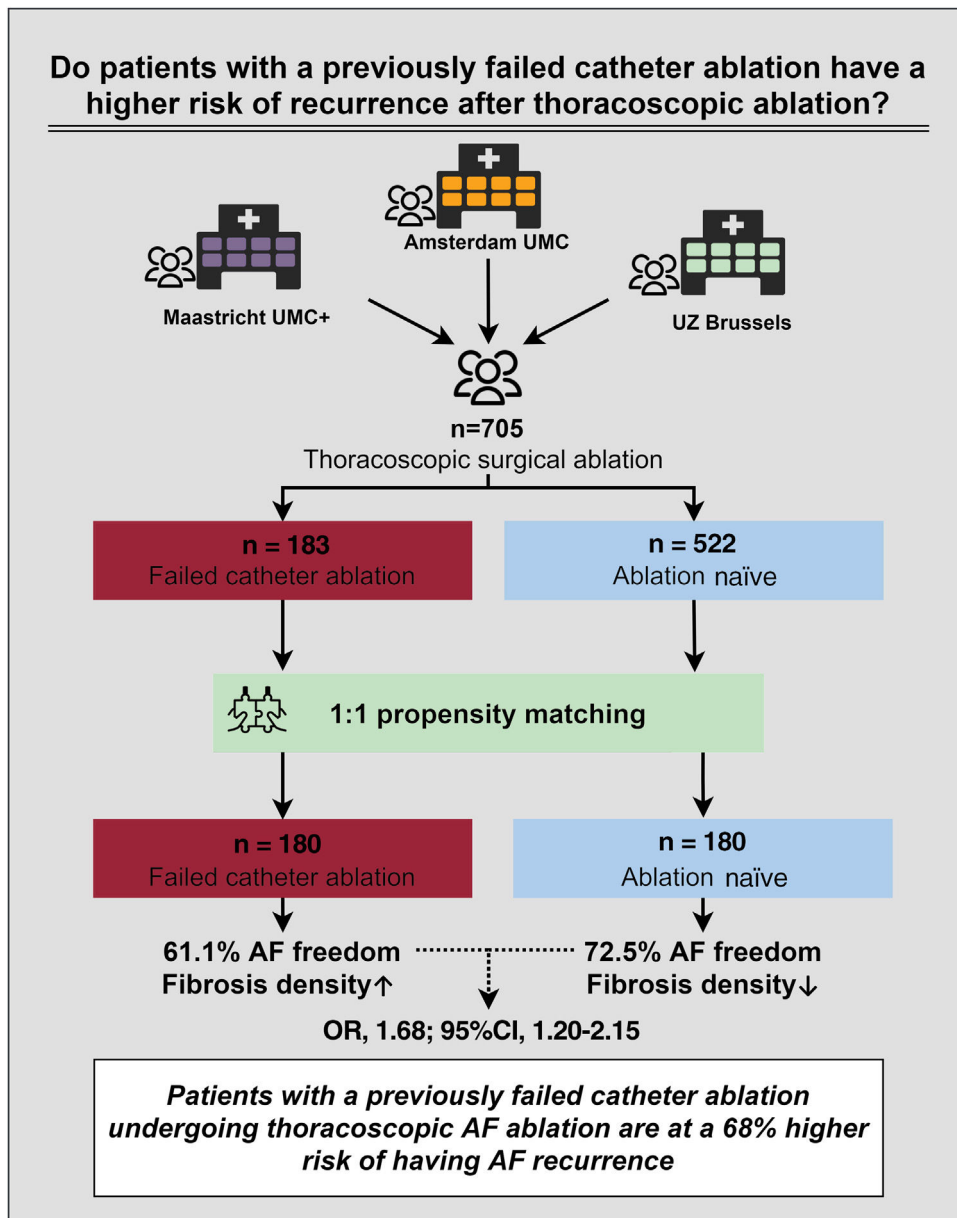 Do patients with a previously failed catheter ablation have a
higher risk of recurrence after thoracoscopic ablation?
Amsterdam UMC
Maastricht UMC+
UZ Brussels
n=705
Thoracoscopic surgical ablation
n = 183
Failed catheter ablation
n = 522
Ablation naïve
1:1 propensity matching
n = 180
Failed catheter ablation
n = 180
Ablation naïve
61.1% AF freedom
Fibrosis density↑
72.5% AF freedom
Fibrosis density↓
OR, 1.68; 95%CI, 1.20-2.15
Patients with a previously failed catheter ablation
undergoing thoracoscopic AF ablation are at a 68% higher
risk of having AF recurrence